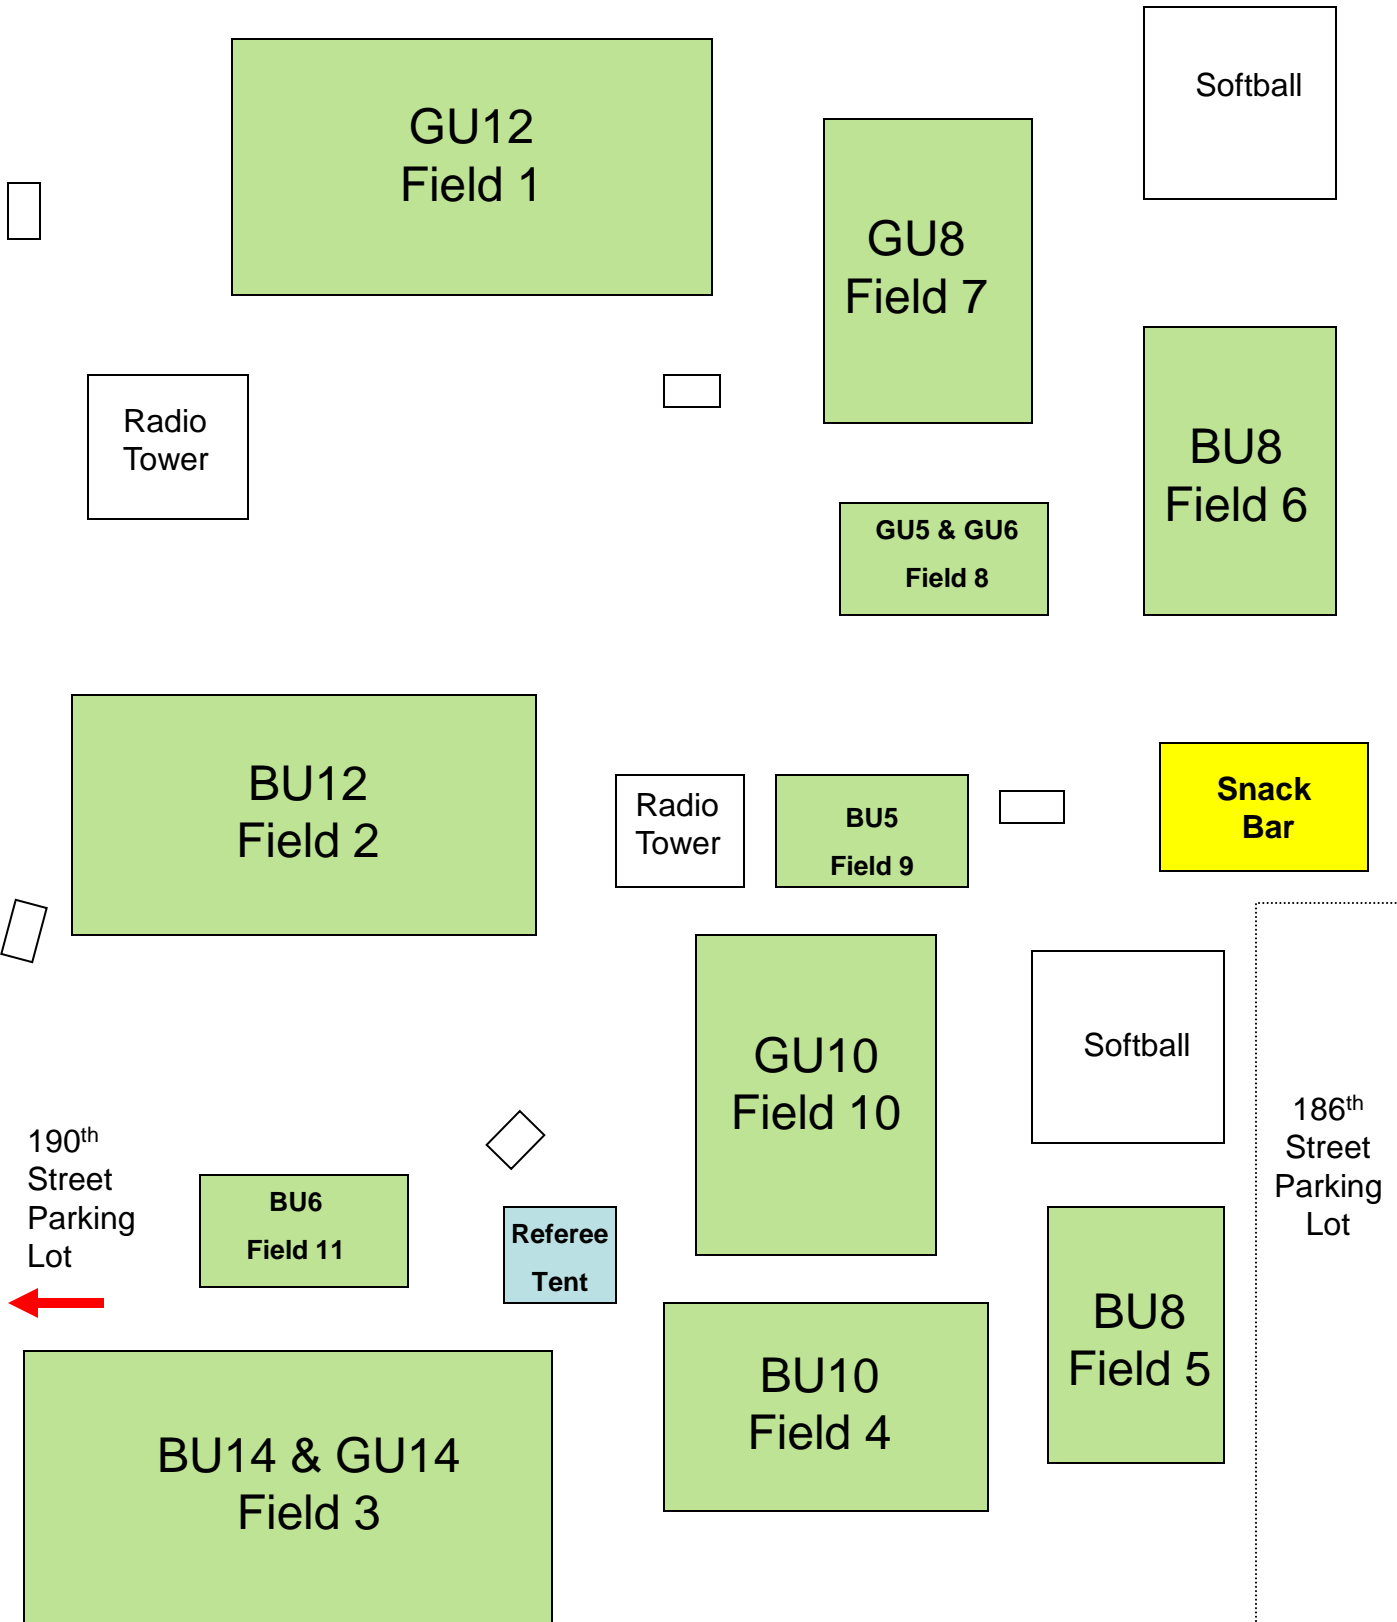 Softball
GU12
Field 1
GU8
Field 7
Radio
Tower
BU8
Field 6
GU5 & GU6
Field 8
BU12
Field 2
Radio
Tower
BU5
Field 9
Snack
Bar
GU10
Field 10
Softball
190th
Street
Parking
Lot
186th
Street
Parking
Lot
BU6
Field 11
Referee
Tent
BU8
Field 5
BU10
Field 4
BU14 & GU14
Field 3